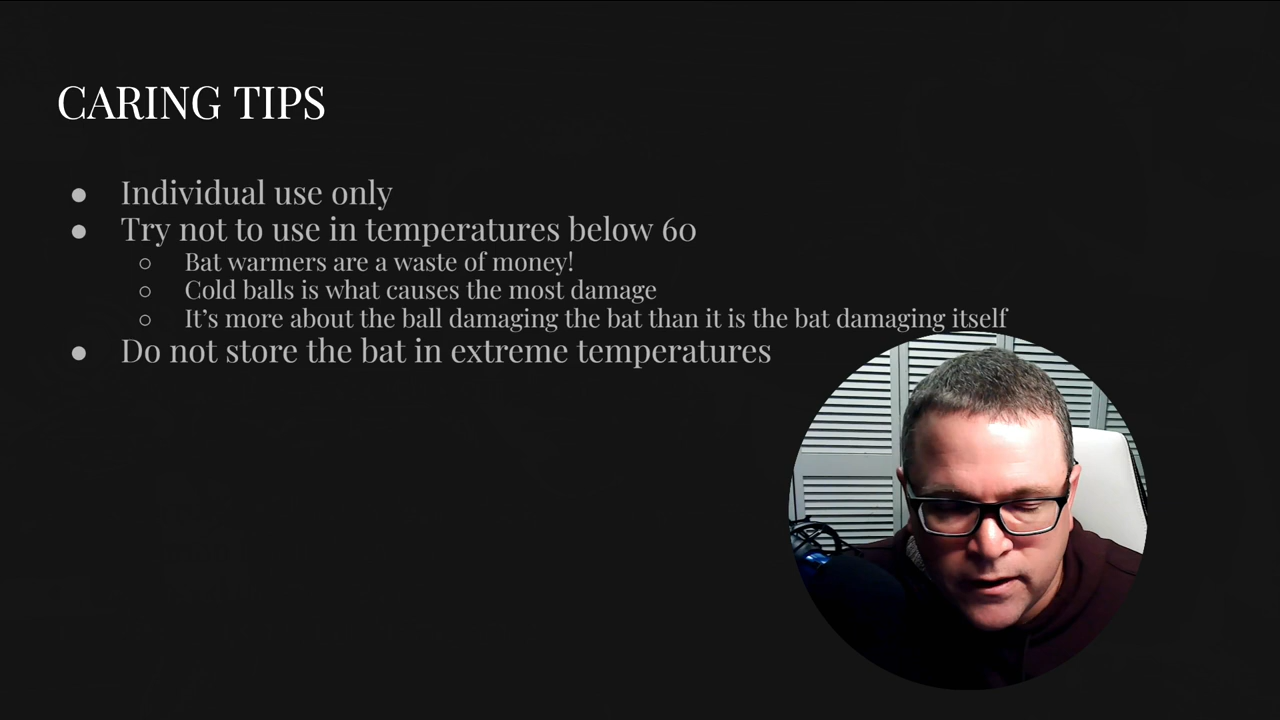 CARING TIPS
● Individual use only
● Try not to use in temperatures below 60
○ Bat warmers are a waste of money!
○ Cold balls is what causes the most damage
○ It’s more about the ball damaging the bat than it is the bat damaging itself
● Do not store the bat in extreme temperatures